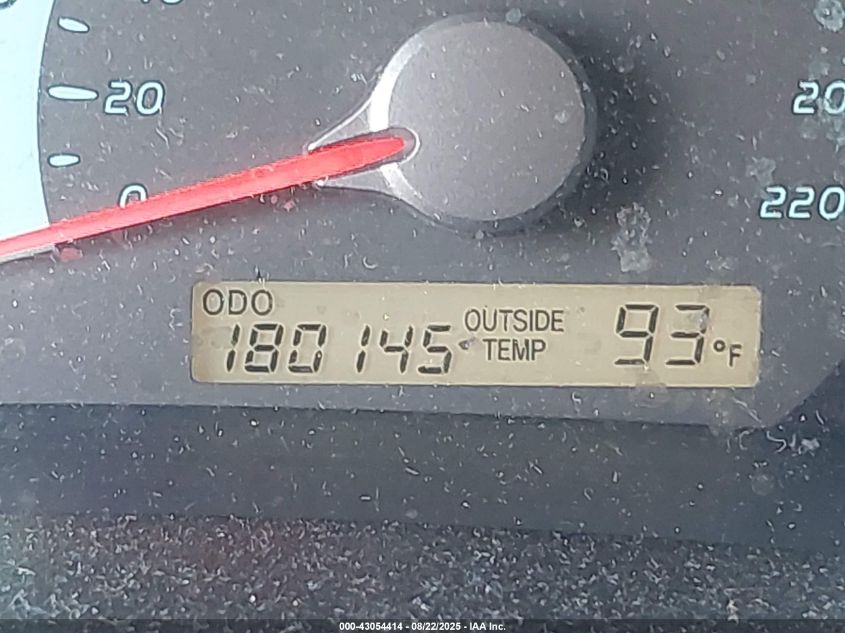 20
0
20
220
ODO
180145
OUTSIDE
TEMP
93°F
000-43054414 - 08/22/2025 - IAA Inc.